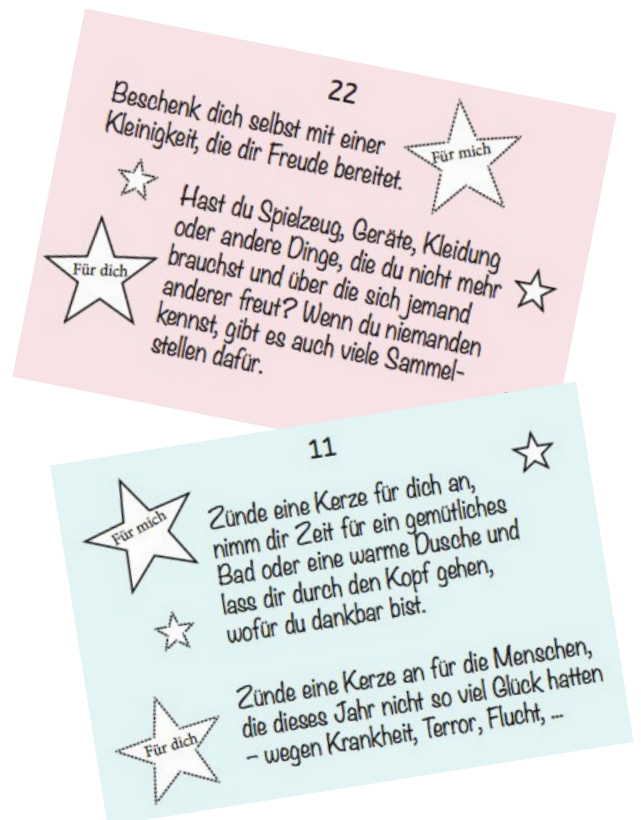 22
Beschenk dich selbst mit einer
Kleinigkeit, die dir Freude bereitet.
Für mich
Hast du Spielzeug, Geräte, Kleidung
oder andere Dinge, die du nicht mehr
brauchst und über die sich jemand
anderer freut? Wenn du niemanden
kennst, gibt es auch viele Sammel-
stellen dafür.
Für dich
11
Für mich
Zünde eine Kerze für dich an,
nimm dir Zeit für ein gemütliches
Bad oder eine warme Dusche und
lass dir durch den Kopf gehen,
wofür du dankbar bist.
Zünde eine Kerze an für die Menschen,
die dieses Jahr nicht so viel Glück hatten
– wegen Krankheit, Terror, Flucht, ...
Für dich